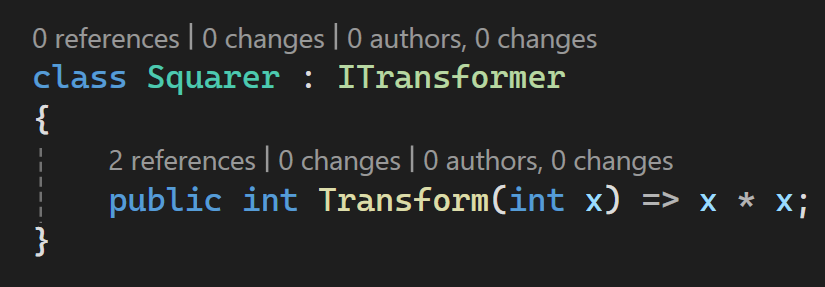 0 references | 0 changes | 0 authors, 0 changes
class Squarer : ITransformer
{
2 references | 0 changes | 0 authors, 0 changes
public int Transform(int x) => x * x;
}